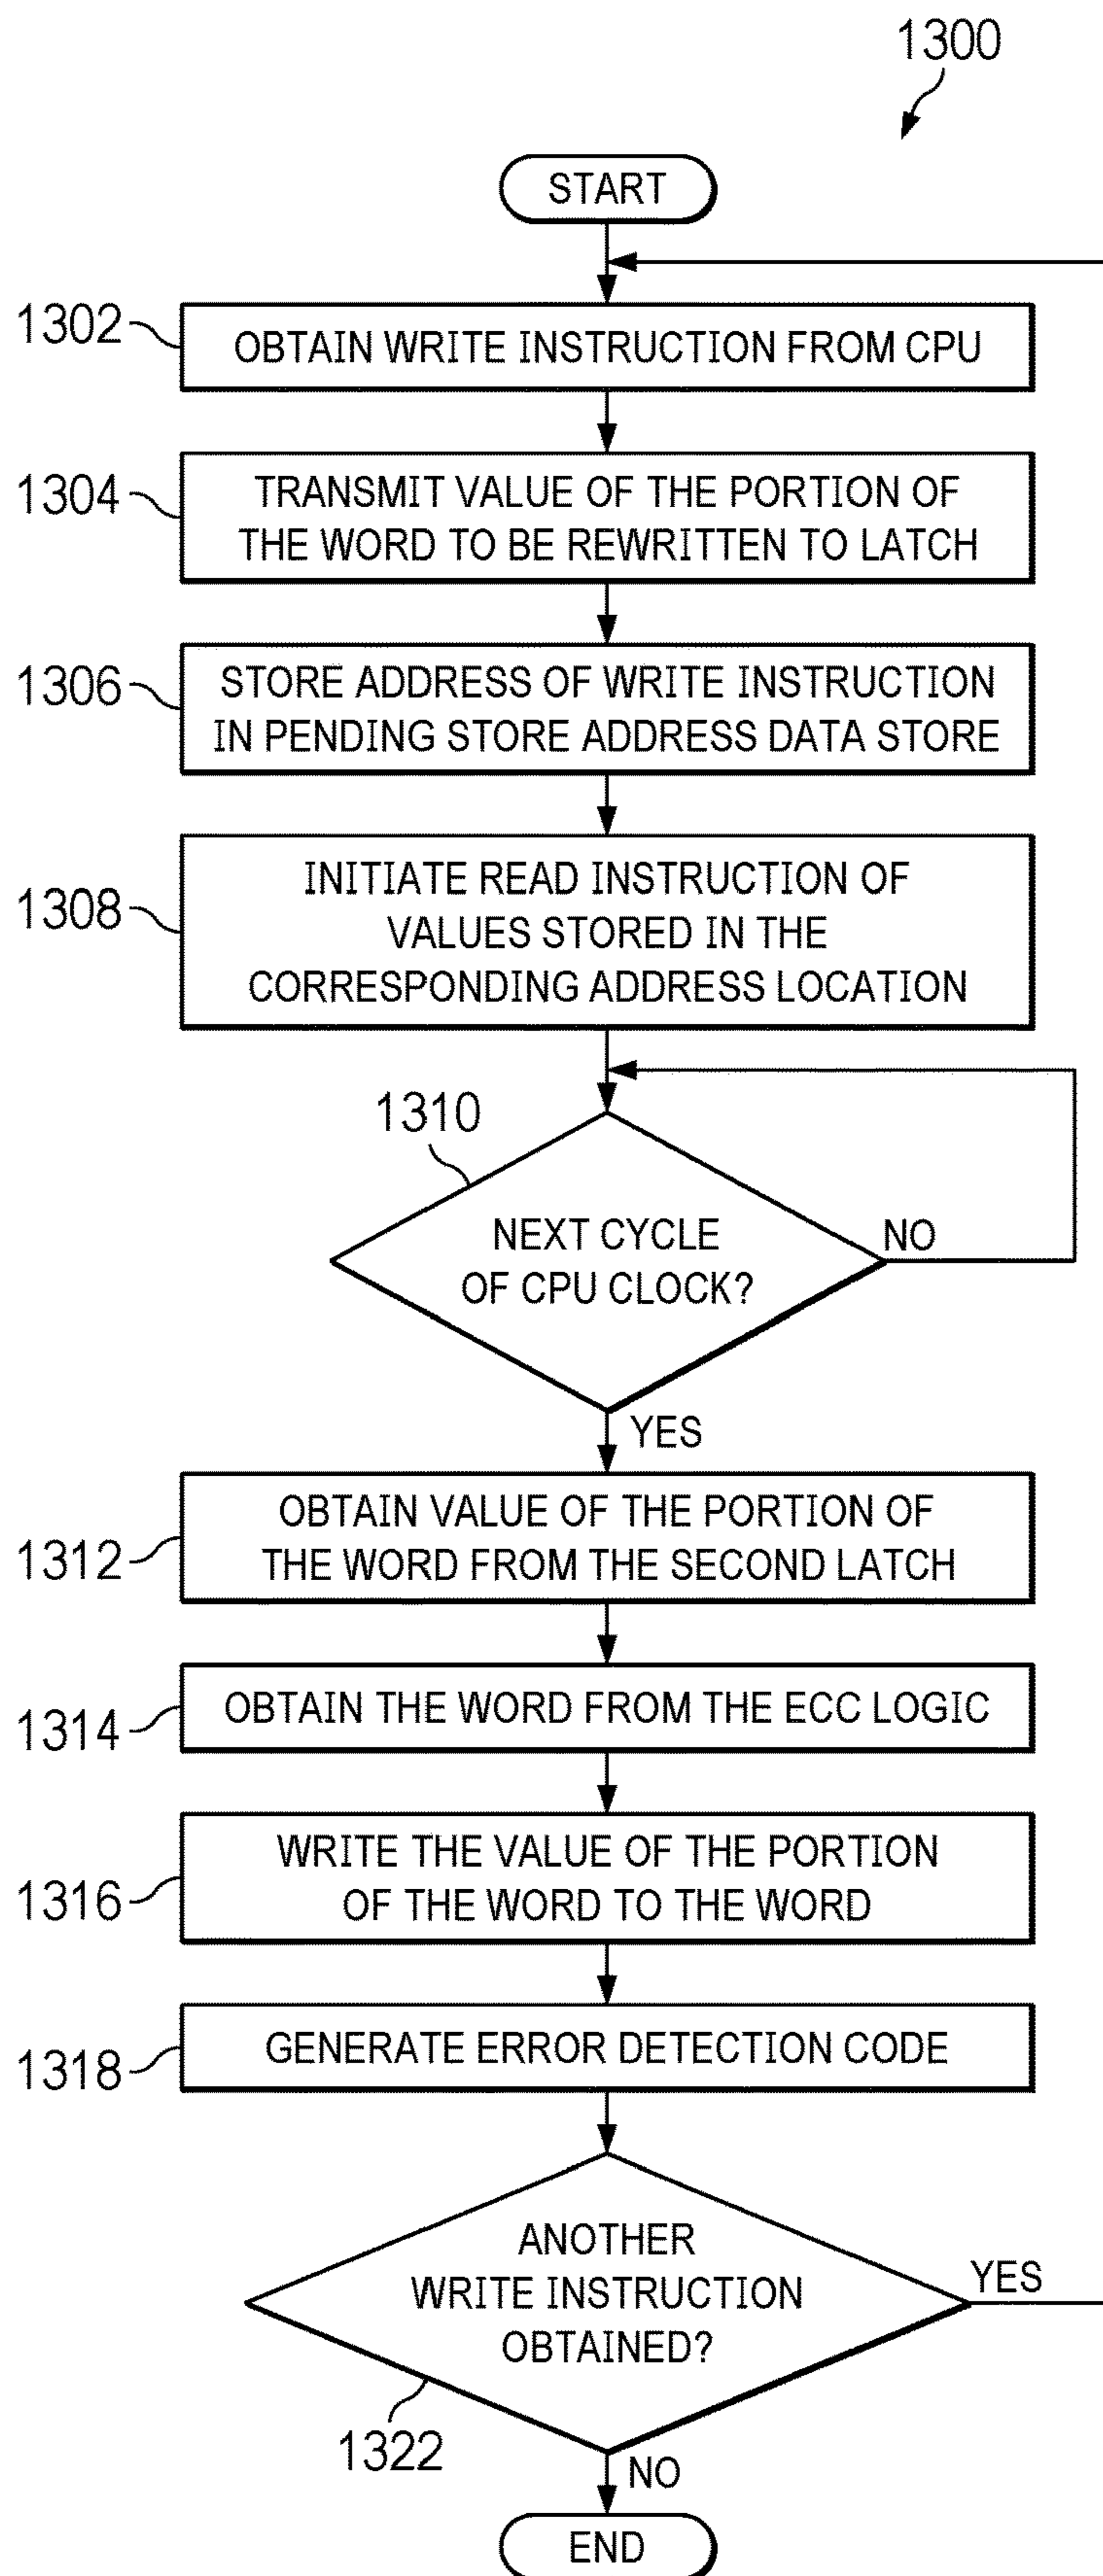 1300
START
1302
OBTAIN WRITE INSTRUCTION FROM CPU
1304
TRANSMIT VALUE OF THE PORTION OF
THE WORD TO BE REWRITTEN TO LATCH
1306
STORE ADDRESS OF WRITE INSTRUCTION
IN PENDING STORE ADDRESS DATA STORE
1308
INITIATE READ INSTRUCTION OF
VALUES STORED IN THE
CORRESPONDING ADDRESS LOCATION
1310
NEXT CYCLE
OF CPU CLOCK?
NO
YES
1312
OBTAIN VALUE OF THE PORTION OF
THE WORD FROM THE SECOND LATCH
1314
OBTAIN THE WORD FROM THE ECC LOGIC
1316
WRITE THE VALUE OF THE PORTION
OF THE WORD TO THE WORD
1318
GENERATE ERROR DETECTION CODE
ANOTHER
WRITE INSTRUCTION
OBTAINED?
YES
1322
NO
END